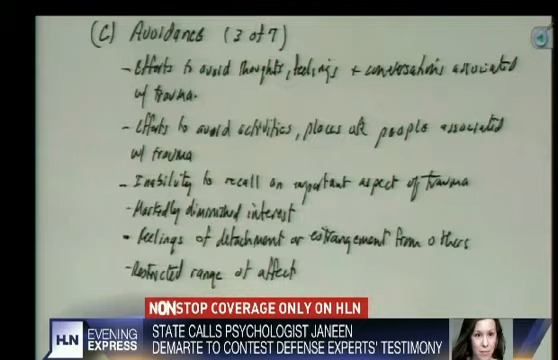 (C) Avoidance (3 of 7)
- Efforts to avoid thoughts, feelings + conversations associated
w/ trauma.
- Efforts to avoid activities, places or people associated
w/ trauma
- Inability to recall an important aspect of trauma
- Markedly diminished interest
- Feelings of detachment or estrangement from others
- Restricted range of affect
NONSTOP COVERAGE ONLY ON HLN
HLN EVENING EXPRESS
STATE CALLS PSYCHOLOGIST JANEEN
DEMARTE TO CONTEST DEFENSE EXPERTS' TESTIMONY